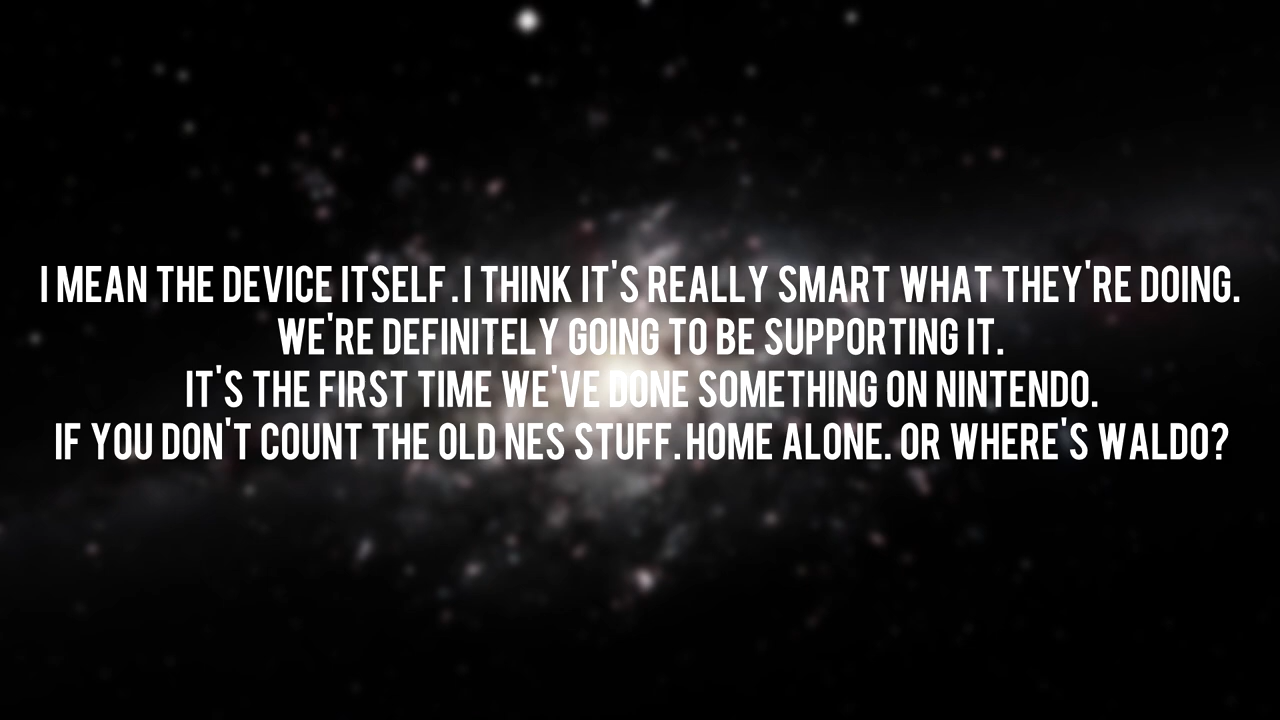 I MEAN THE DEVICE ITSELF. I THINK IT'S REALLY SMART WHAT THEY'RE DOING.
WE'RE DEFINITELY GOING TO BE SUPPORTING IT.
IT'S THE FIRST TIME WE'VE DONE SOMETHING ON NINTENDO.
IF YOU DON'T COUNT THE OLD NES STUFF. HOME ALONE. OR WHERE'S WALDO?